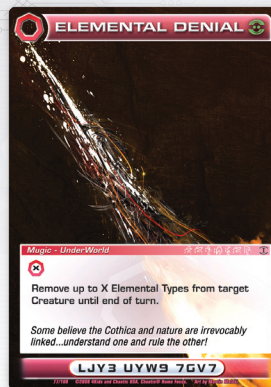 ELEMENTAL DENIAL
Mugic - UnderWorld
X
Remove up to X Elemental Types from target
Creature until end of turn.
Some believe the Cothica and nature are irrevocably
linked...understand one and rule the other!
LJY3 UYW9 7GV7